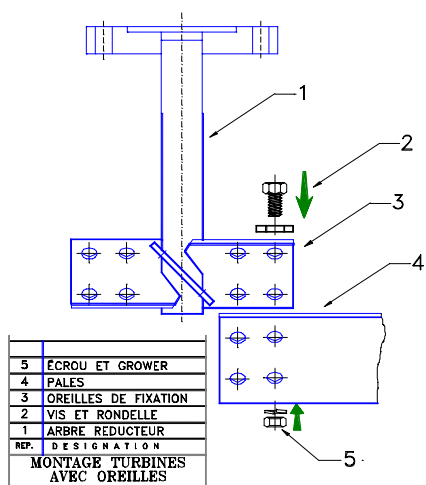 1
2
3
4
5 ÉCROU ET GROWER
4 PALES
3 OREILLES DE FIXATION
2 VIS ET RONDELLE
1 ARBRE REDUCTEUR
REP. DESIGNATION
MONTAGE TURBINES
AVEC OREILLES
5